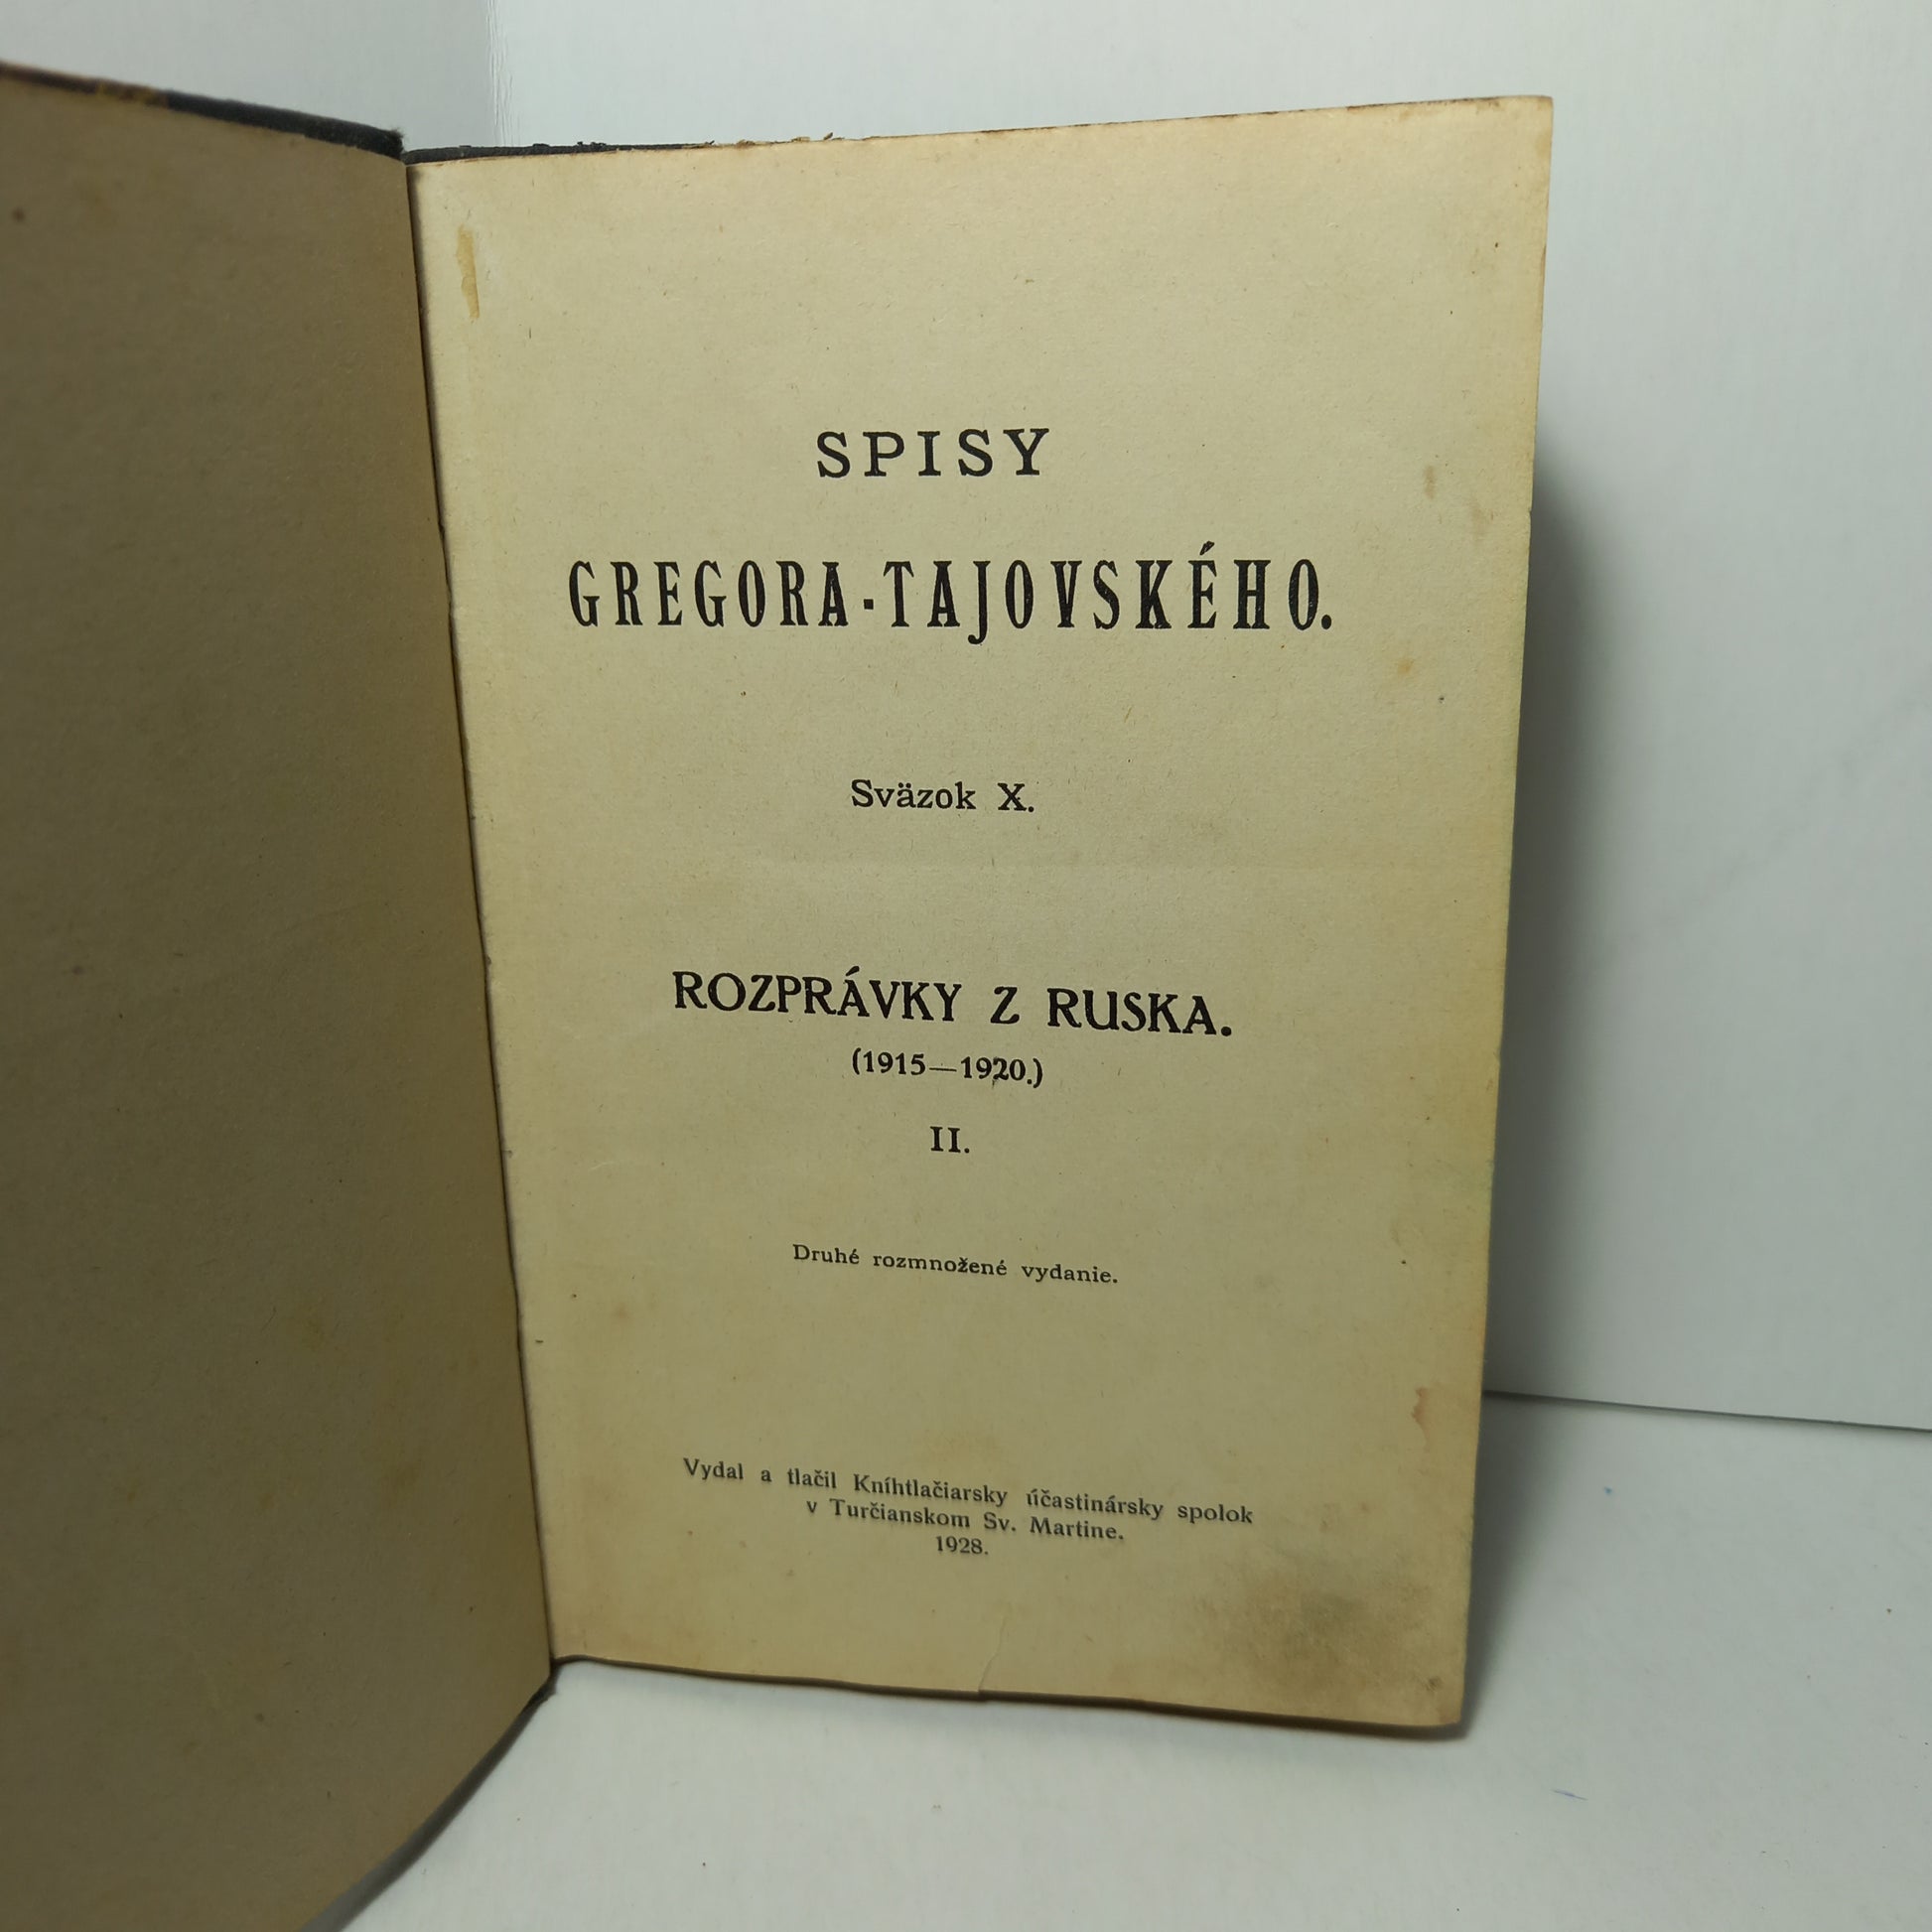 SPISY
GREGORA-TAJOVSKÉHO.
Sväzok X.
ROZPRÁVKY Z RUSKA.
(1915—1920.)
II.
Druhé rozmnožené vydanie.
Vydal a tlačil Kníhtlačiarsky účastinársky spolok
v Turčianskom Sv. Martine.
1928.